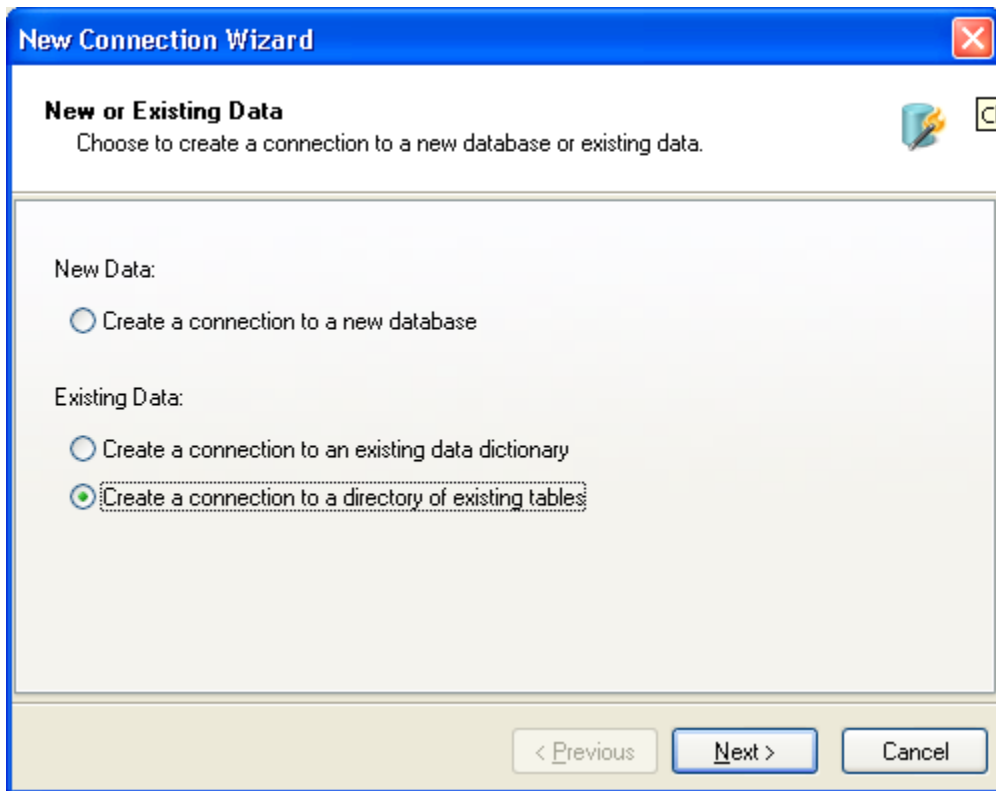 New Connection Wizard
New or Existing Data
Choose to create a connection to a new database or existing data.
New Data:
Create a connection to a new database
Existing Data:
Create a connection to an existing data dictionary
Create a connection to a directory of existing tables
< Previous Next > Cancel